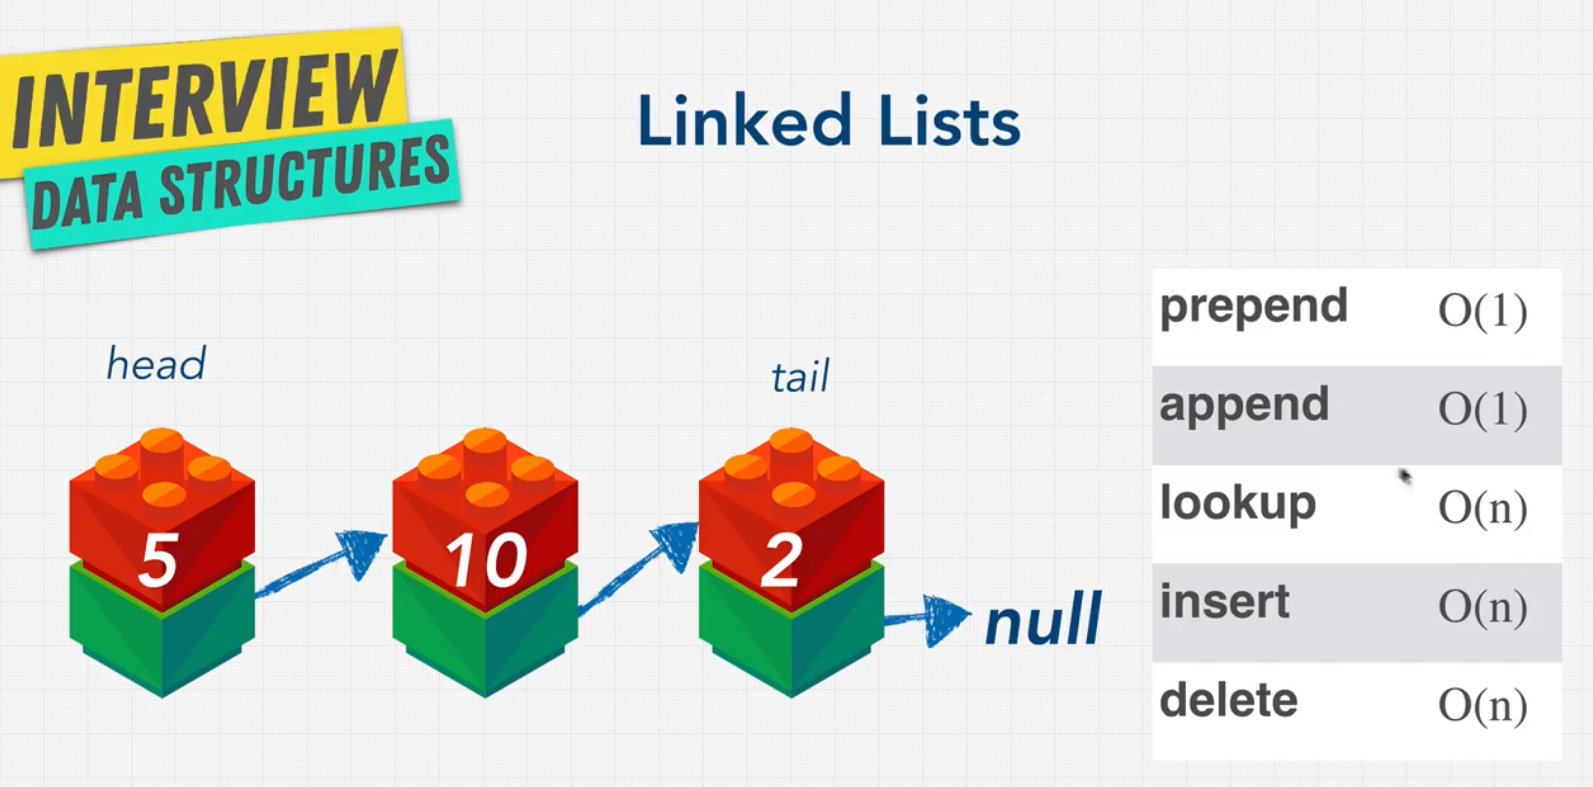 INTERVIEW
DATA STRUCTURES
Linked Lists
head
tail
5
10
2
null
prepend O(1)
append O(1)
lookup O(n)
insert O(n)
delete O(n)